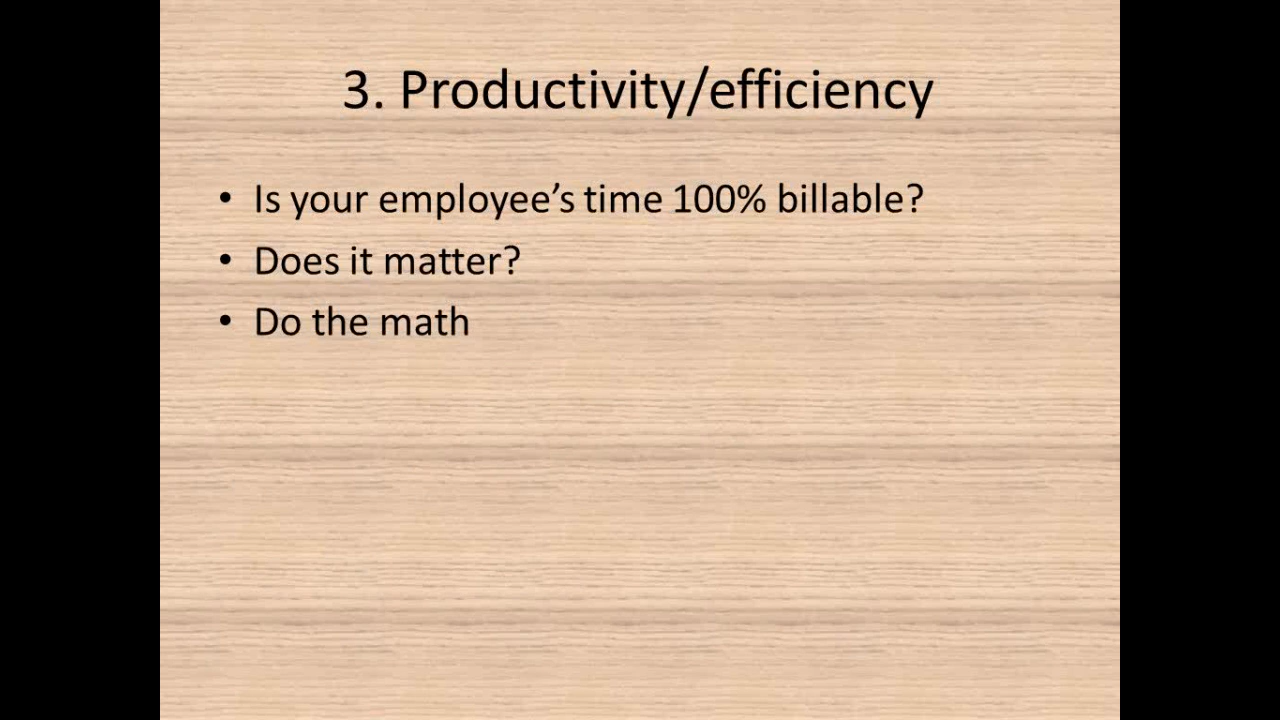 3. Productivity/efficiency
• Is your employee’s time 100% billable?
• Does it matter?
• Do the math